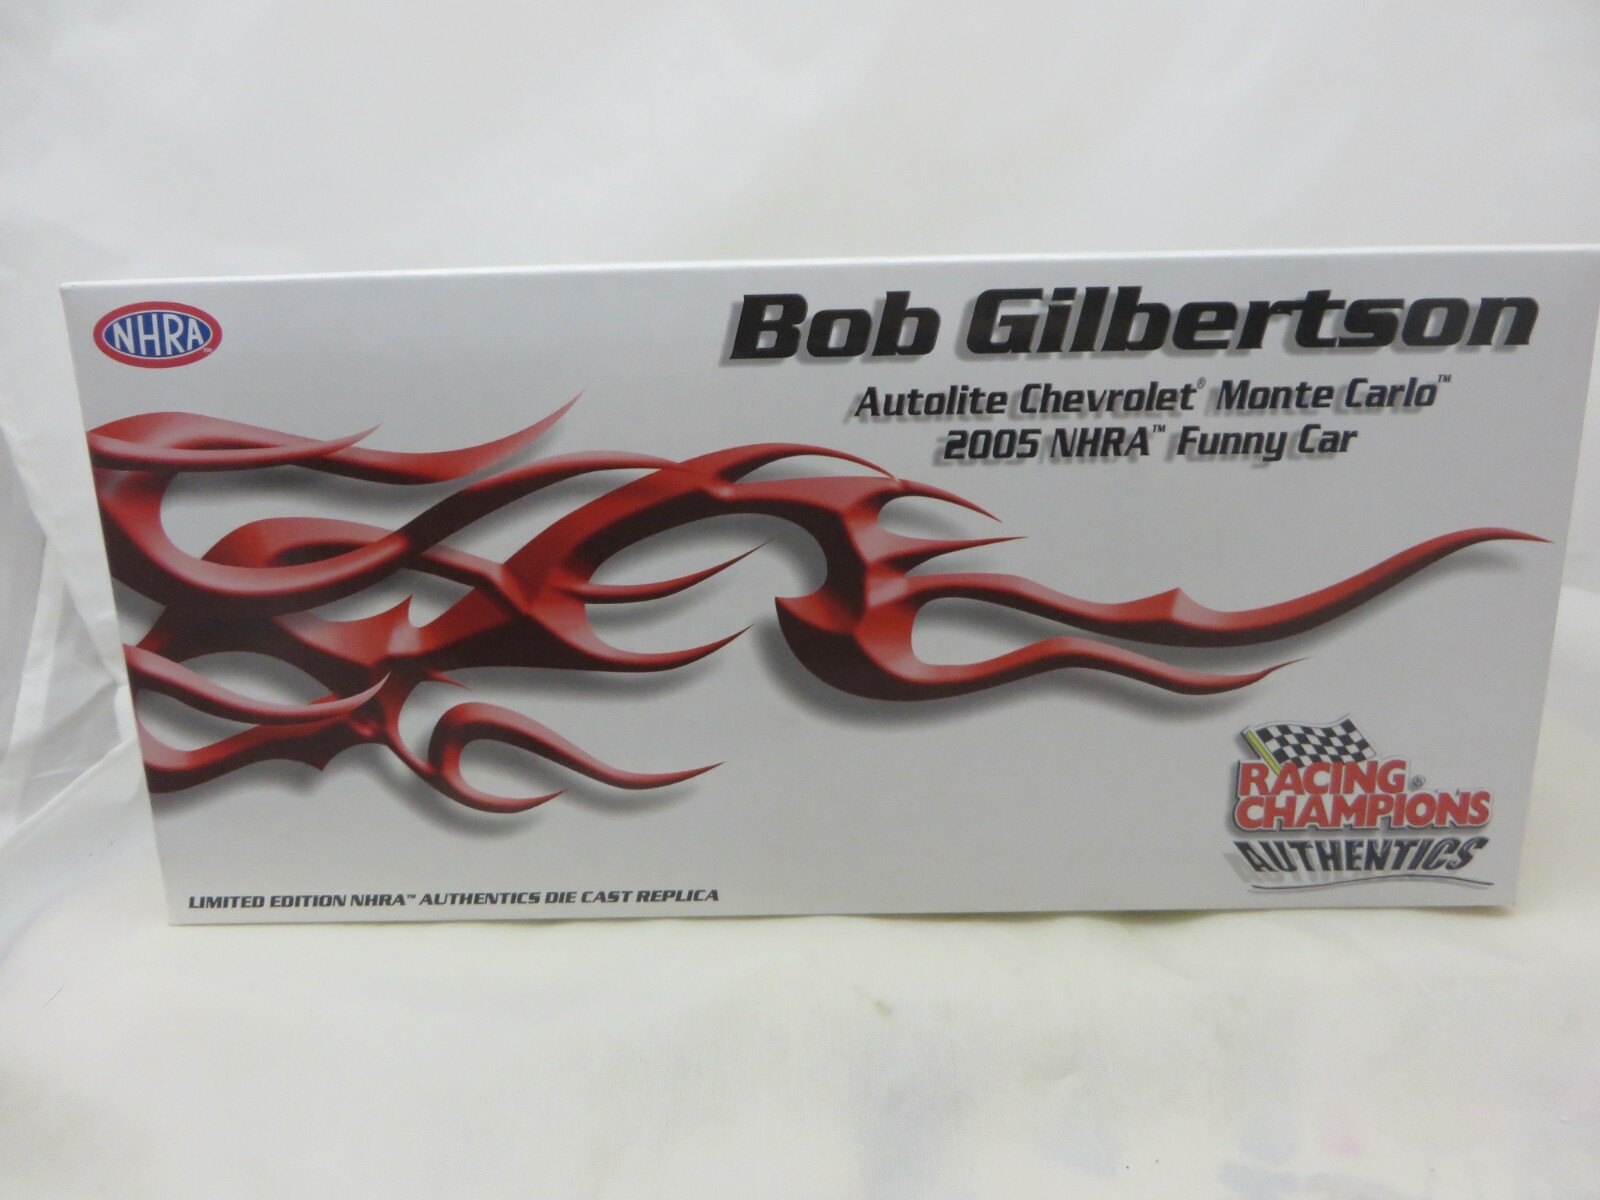 NHRA™
Bob Gilbertson
Autolite Chevrolet® Monte Carlo™
2005 NHRA™ Funny Car
RACING
CHAMPIONS®
AUTHENTICS
LIMITED EDITION NHRA™ AUTHENTICS DIE CAST REPLICA